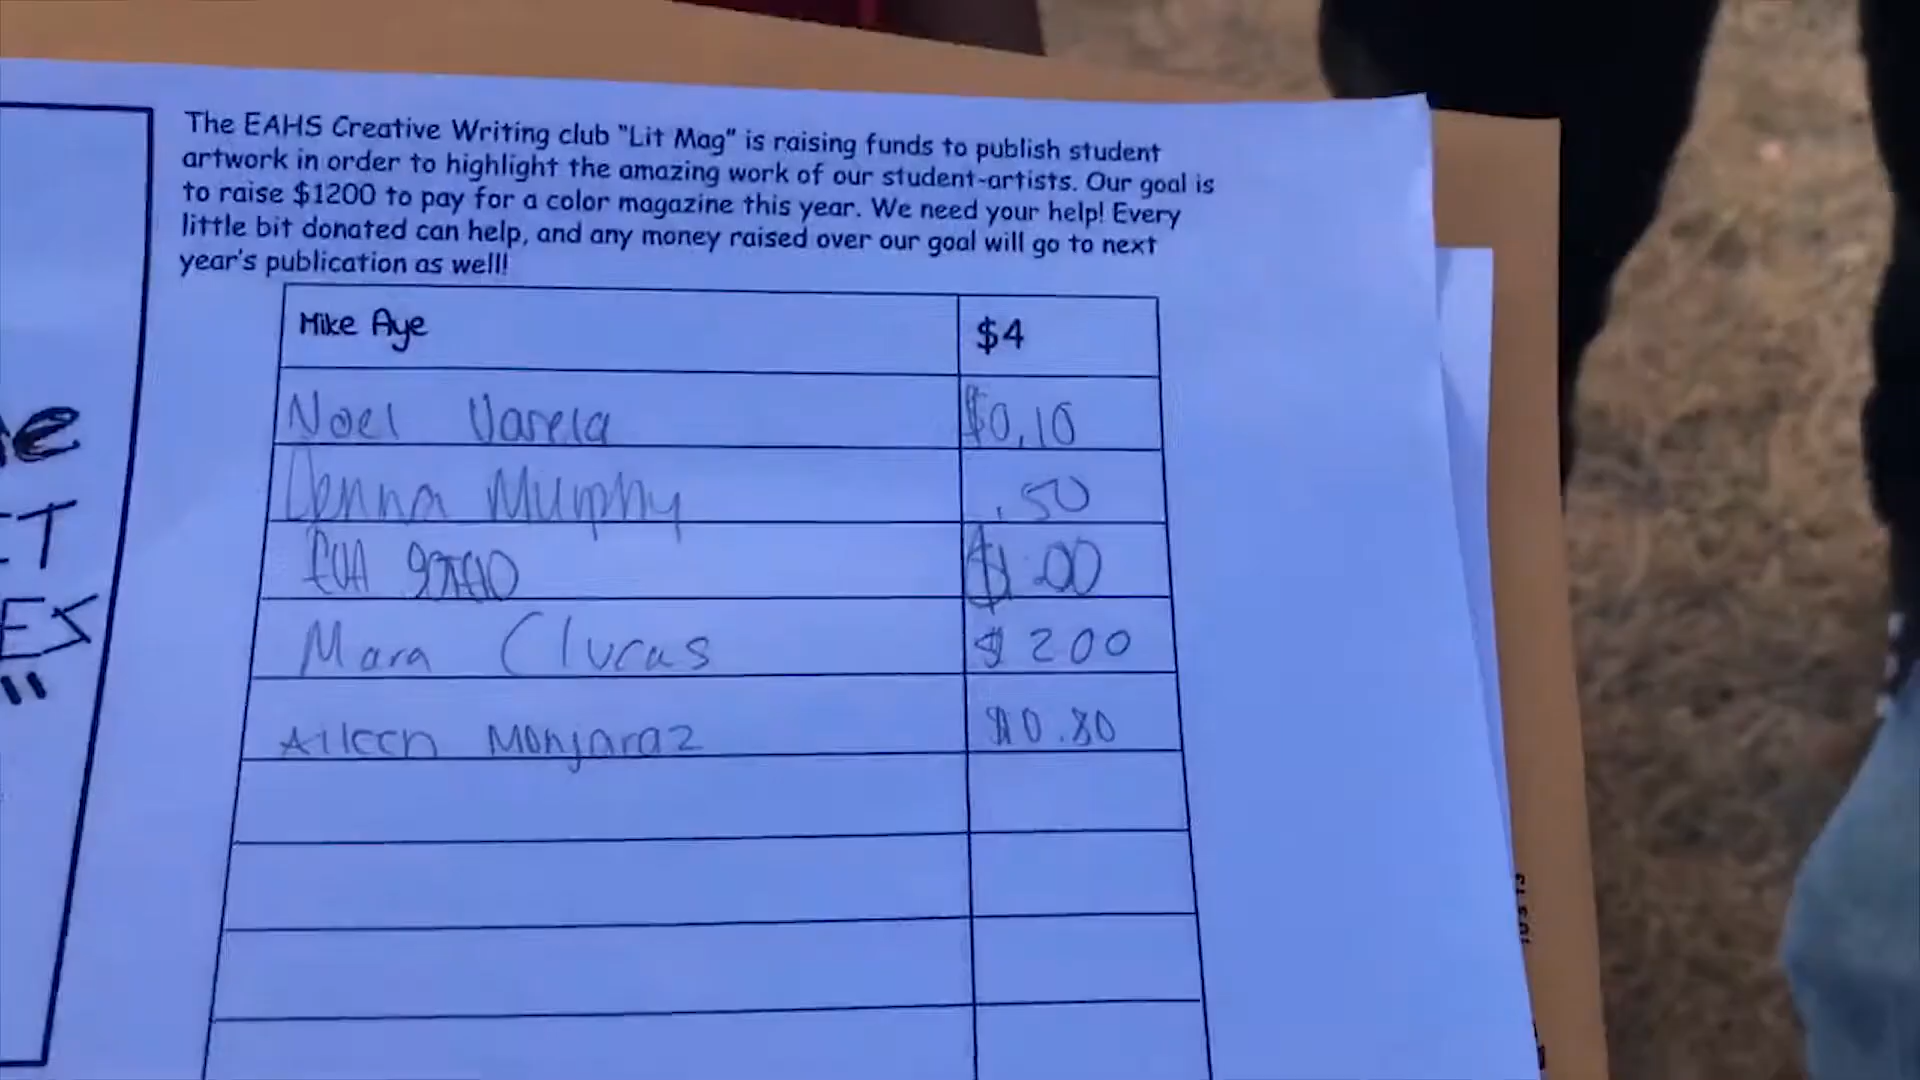 The EAHS Creative Writing club "Lit Mag" is raising funds to publish student
artwork in order to highlight the amazing work of our student-artists. Our goal is
to raise $1200 to pay for a color magazine this year. We need your help! Every
little bit donated can help, and any money raised over our goal will go to next
year's publication as well!
Mike Aye $4
Noel Varela $0.10
Murphy .50
$1.00
Mara Clucas $ 200
Aileen Monjaraz $0.80
ES
"